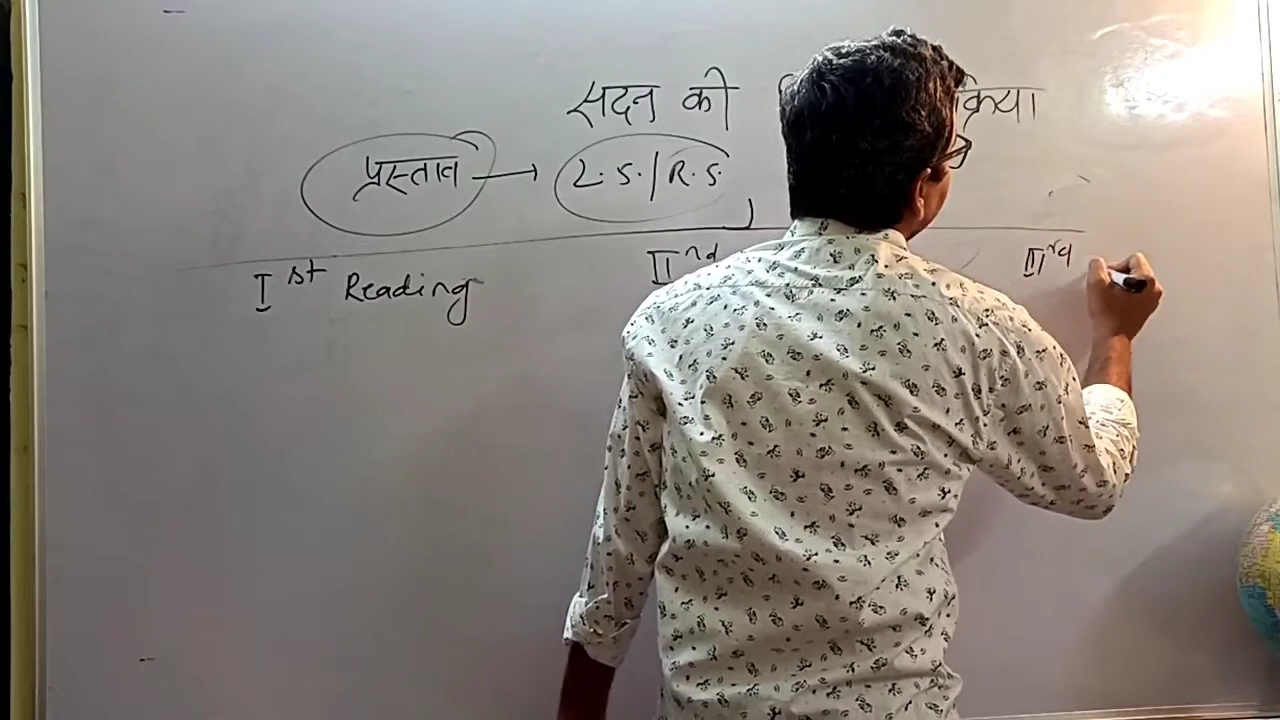 सदन की क्रिया
प्रस्ताव → L.S./R.S.
Ist Reading IInd IIIrd